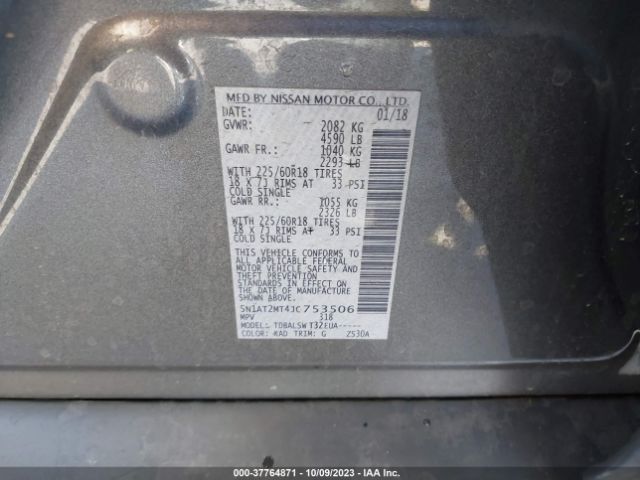 MFD BY NISSAN MOTOR CO., LTD.
DATE: 01/18
GVWR: 2082 KG
4590 LB
GAWR FR.: 1040 KG
2293 LB
WITH 225/60R18 TIRES
18 X 7J RIMS AT 33 PSI
COLD SINGLE
GAWR RR.: 1055 KG
2326 LB
WITH 225/60R18 TIRES
18 X 7J RIMS AT 33 PSI
COLD SINGLE
THIS VEHICLE CONFORMS
TO ALL APPLICABLE FEDERAL
MOTOR VEHICLE SAFETY AND
THEFT PREVENTION
STANDARDS IN EFFECT ON
THE DATE OF MANUFACTURE
SHOWN ABOVE.
5N1AT2MT4JC753506
MPV 318
MODEL: TDBALSW T32EUA-----
COLOR: KAD TRIM: G 2530A
0-DEAL - 37764871 | 10/09/2023 | IAA Inc.